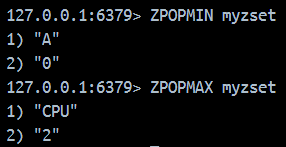 127.0.0.1:6379> ZPOPMIN myzset
1) "A"
2) "0"
127.0.0.1:6379> ZPOPMAX myzset
1) "CPU"
2) "2"